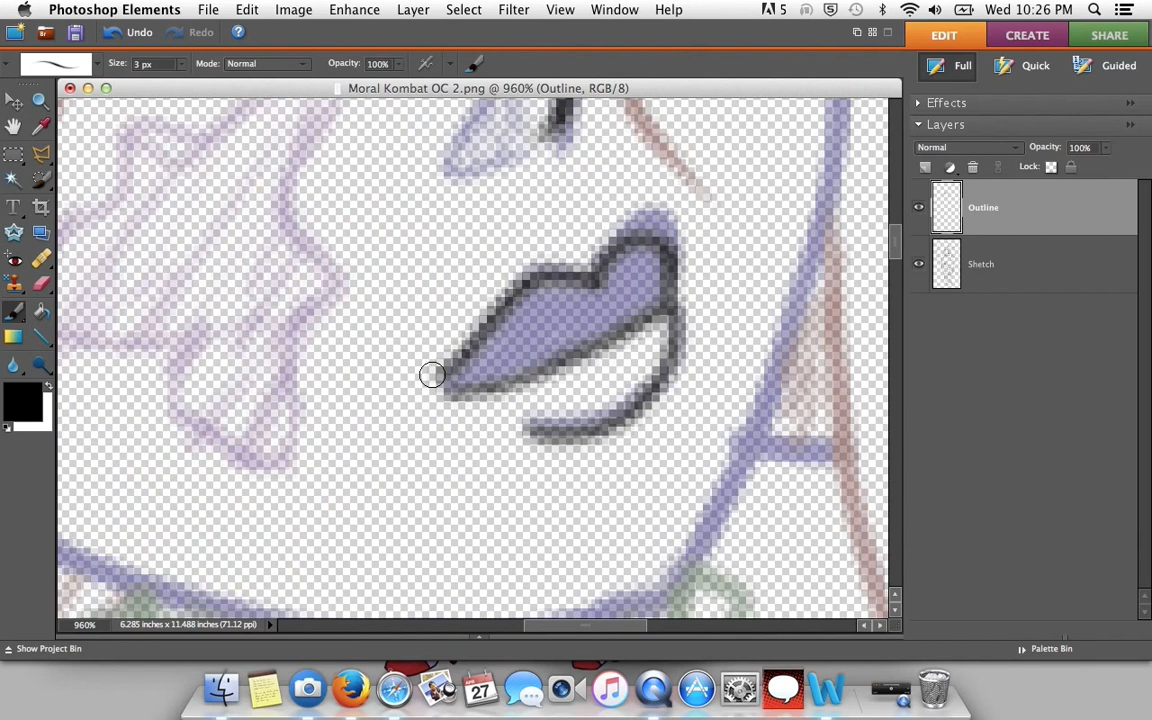 Photoshop Elements File Edit Image Enhance Layer Select Filter View Window Help 5 Wed 10:26 PM
Undo Redo ? EDIT CREATE SHARE
Size: 3 px Mode: Normal Opacity: 100% Full Quick Guided
Moral Kombat OC 2.png @ 960% (Outline, RGB/8)
Effects
Layers
Normal Opacity: 100%
Lock:
Outline
Shetch
960% 6.285 inches x 11.488 inches (71.12 ppi)
Show Project Bin Palette Bin
APR
27